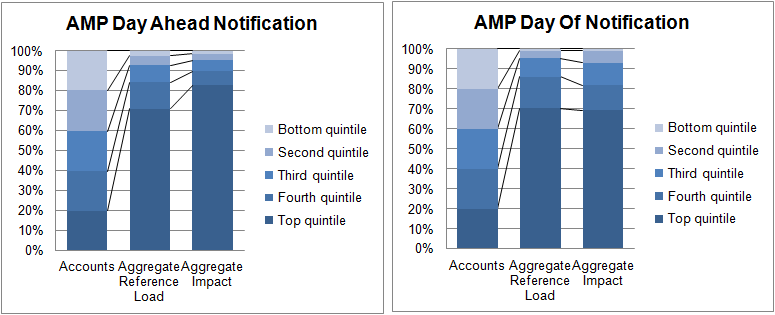 AMP Day Ahead Notification
100%
90%
80%
70%
60%
50%
40%
30%
20%
10%
0%
Accounts Aggregate Aggregate
Reference Impact
Load
Bottom quintile
Second quintile
Third quintile
Fourth quintile
Top quintile
AMP Day Of Notification
100%
90%
80%
70%
60%
50%
40%
30%
20%
10%
0%
Accounts Aggregate Aggregate
Reference Impact
Load
Bottom quintile
Second quintile
Third quintile
Fourth quintile
Top quintile